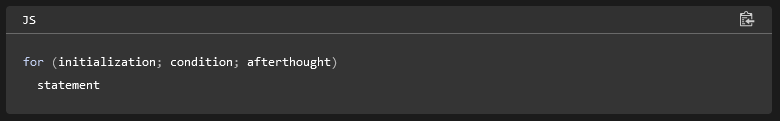 JS
for (initialization; condition; afterthought)
  statement